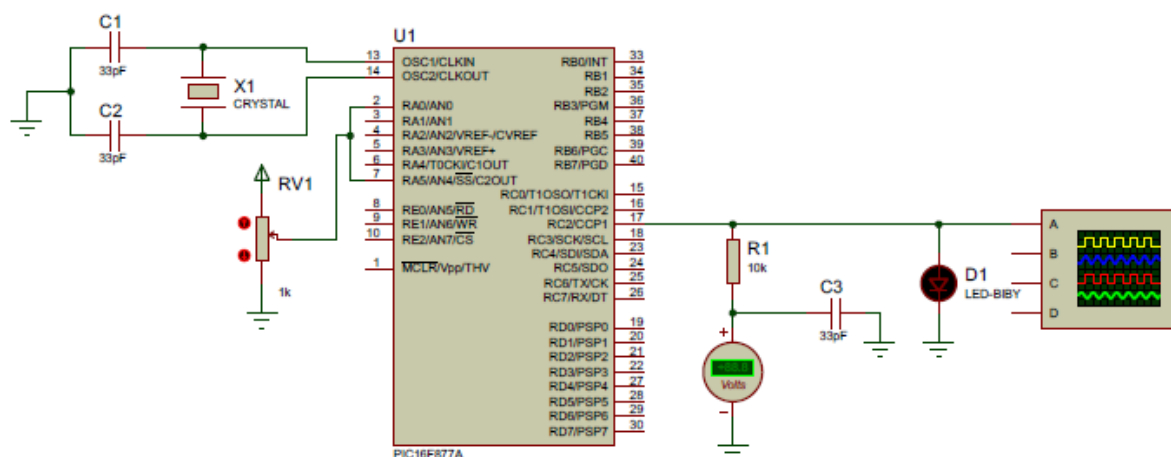 C1
33pF
C2
33pF
X1
CRYSTAL
RV1
1k
U1
13 OSC1/CLKIN
14 OSC2/CLKOUT
2 RA0/AN0
3 RA1/AN1
4 RA2/AN2/VREF-/CVREF
5 RA3/AN3/VREF+
6 RA4/T0CKI/C1OUT
7 RA5/AN4/SS/C2OUT
8 RE0/AN5/RD
9 RE1/AN6/WR
10 RE2/AN7/CS
1 MCLR/Vpp/THV
RB0/INT 33
RB1 34
RB2 35
RB3/PGM 36
RB4 37
RB5 38
RB6/PGC 39
RB7/PGD 40
RC0/T1OSO/T1CKI 15
RC1/T1OSI/CCP2 16
RC2/CCP1 17
RC3/SCK/SCL 18
RC4/SDI/SDA 23
RC5/SDO 24
RC6/TX/CK 25
RC7/RX/DT 26
RD0/PSP0 19
RD1/PSP1 20
RD2/PSP2 21
RD3/PSP3 22
RD4/PSP4 27
RD5/PSP5 28
RD6/PSP6 29
RD7/PSP7 30
PIC16F877A
R1
10k
C3
33pF
+88.8
Volts
D1
LED-BIBY
A
B
C
D